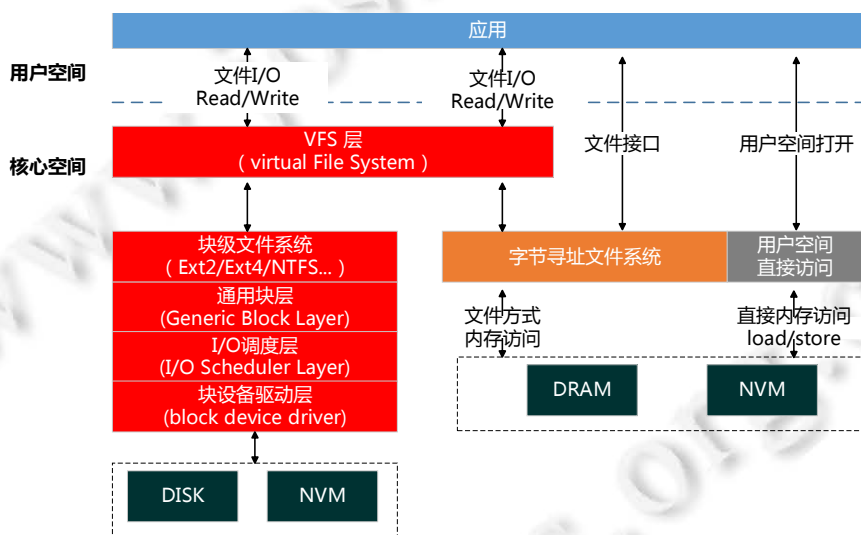 应用
用户空间
文件I/O
Read/Write
文件I/O
Read/Write
核心空间
VFS 层
( virtual File System )
文件接口
用户空间打开
块级文件系统
( Ext2/Ext4/NTFS... )
通用块层
(Generic Block Layer)
I/O调度层
(I/O Scheduler Layer)
块设备驱动层
(block device driver)
字节寻址文件系统
用户空间
直接访问
文件方式
内存访问
直接内存访问
load/store
DRAM
NVM
DISK
NVM